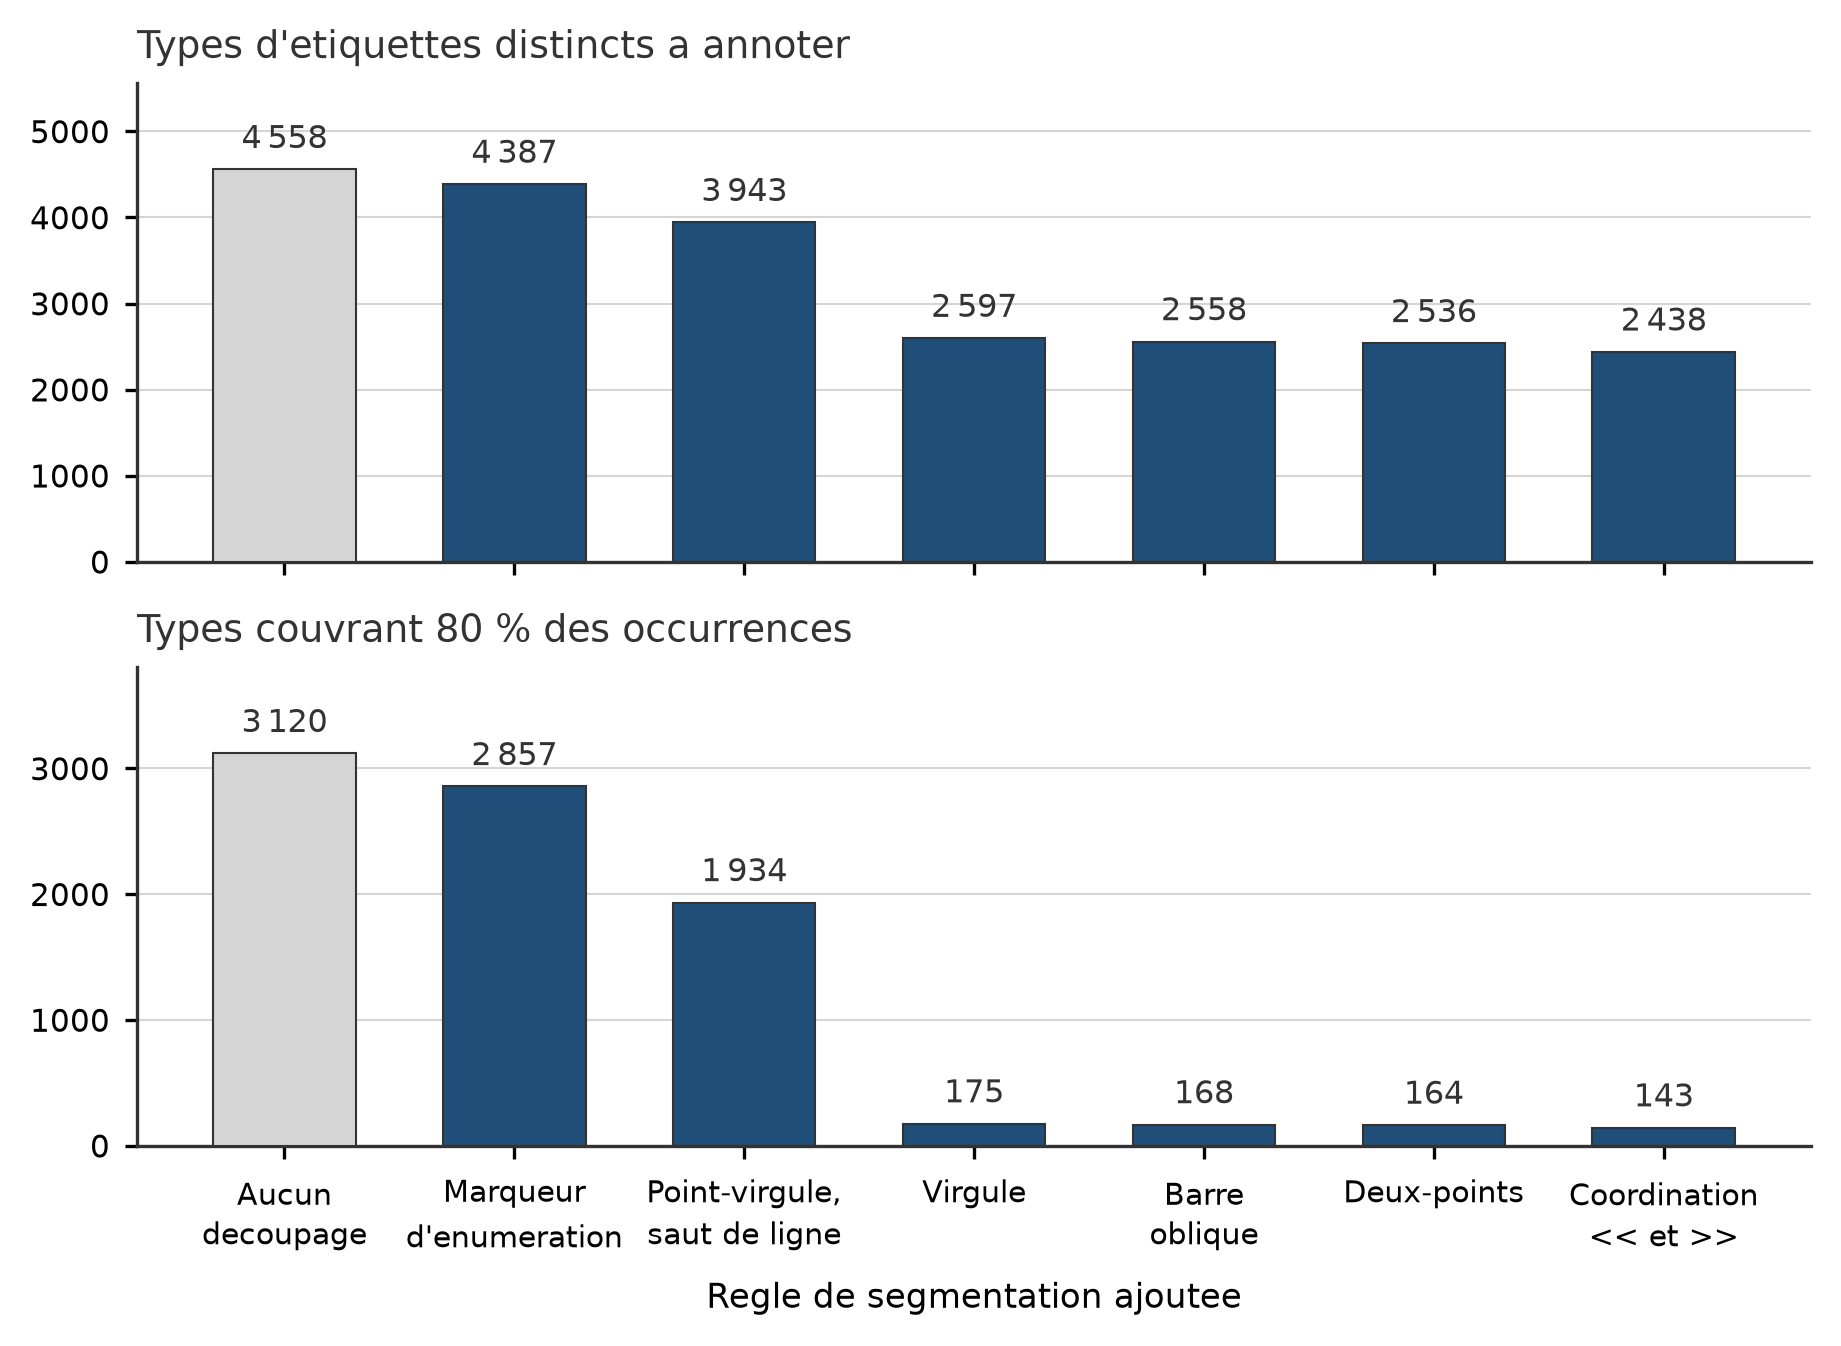 Types d'etiquettes distincts a annoter
5000
4000
3000
2000
1000
0
4 558
4 387
3 943
2 597
2 558
2 536
2 438
Types couvrant 80 % des occurrences
3000
2000
1000
0
3 120
2 857
1 934
175
168
164
143
Aucun
decoupage
Marqueur
d'enumeration
Point-virgule,
saut de ligne
Virgule
Barre
oblique
Deux-points
Coordination
<< et >>
Regle de segmentation ajoutee